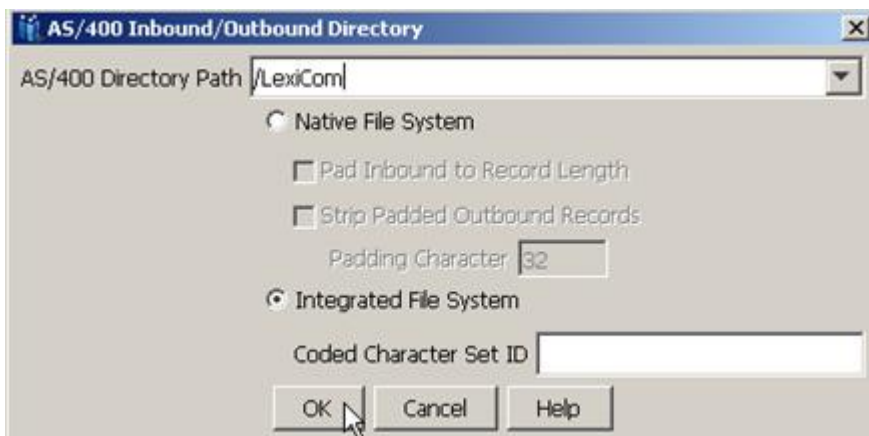 AS/400 Inbound/Outbound Directory
AS/400 Directory Path /LexiCom
Native File System
Pad Inbound to Record Length
Strip Padded Outbound Records
Padding Character 32
Integrated File System
Coded Character Set ID
OK Cancel Help